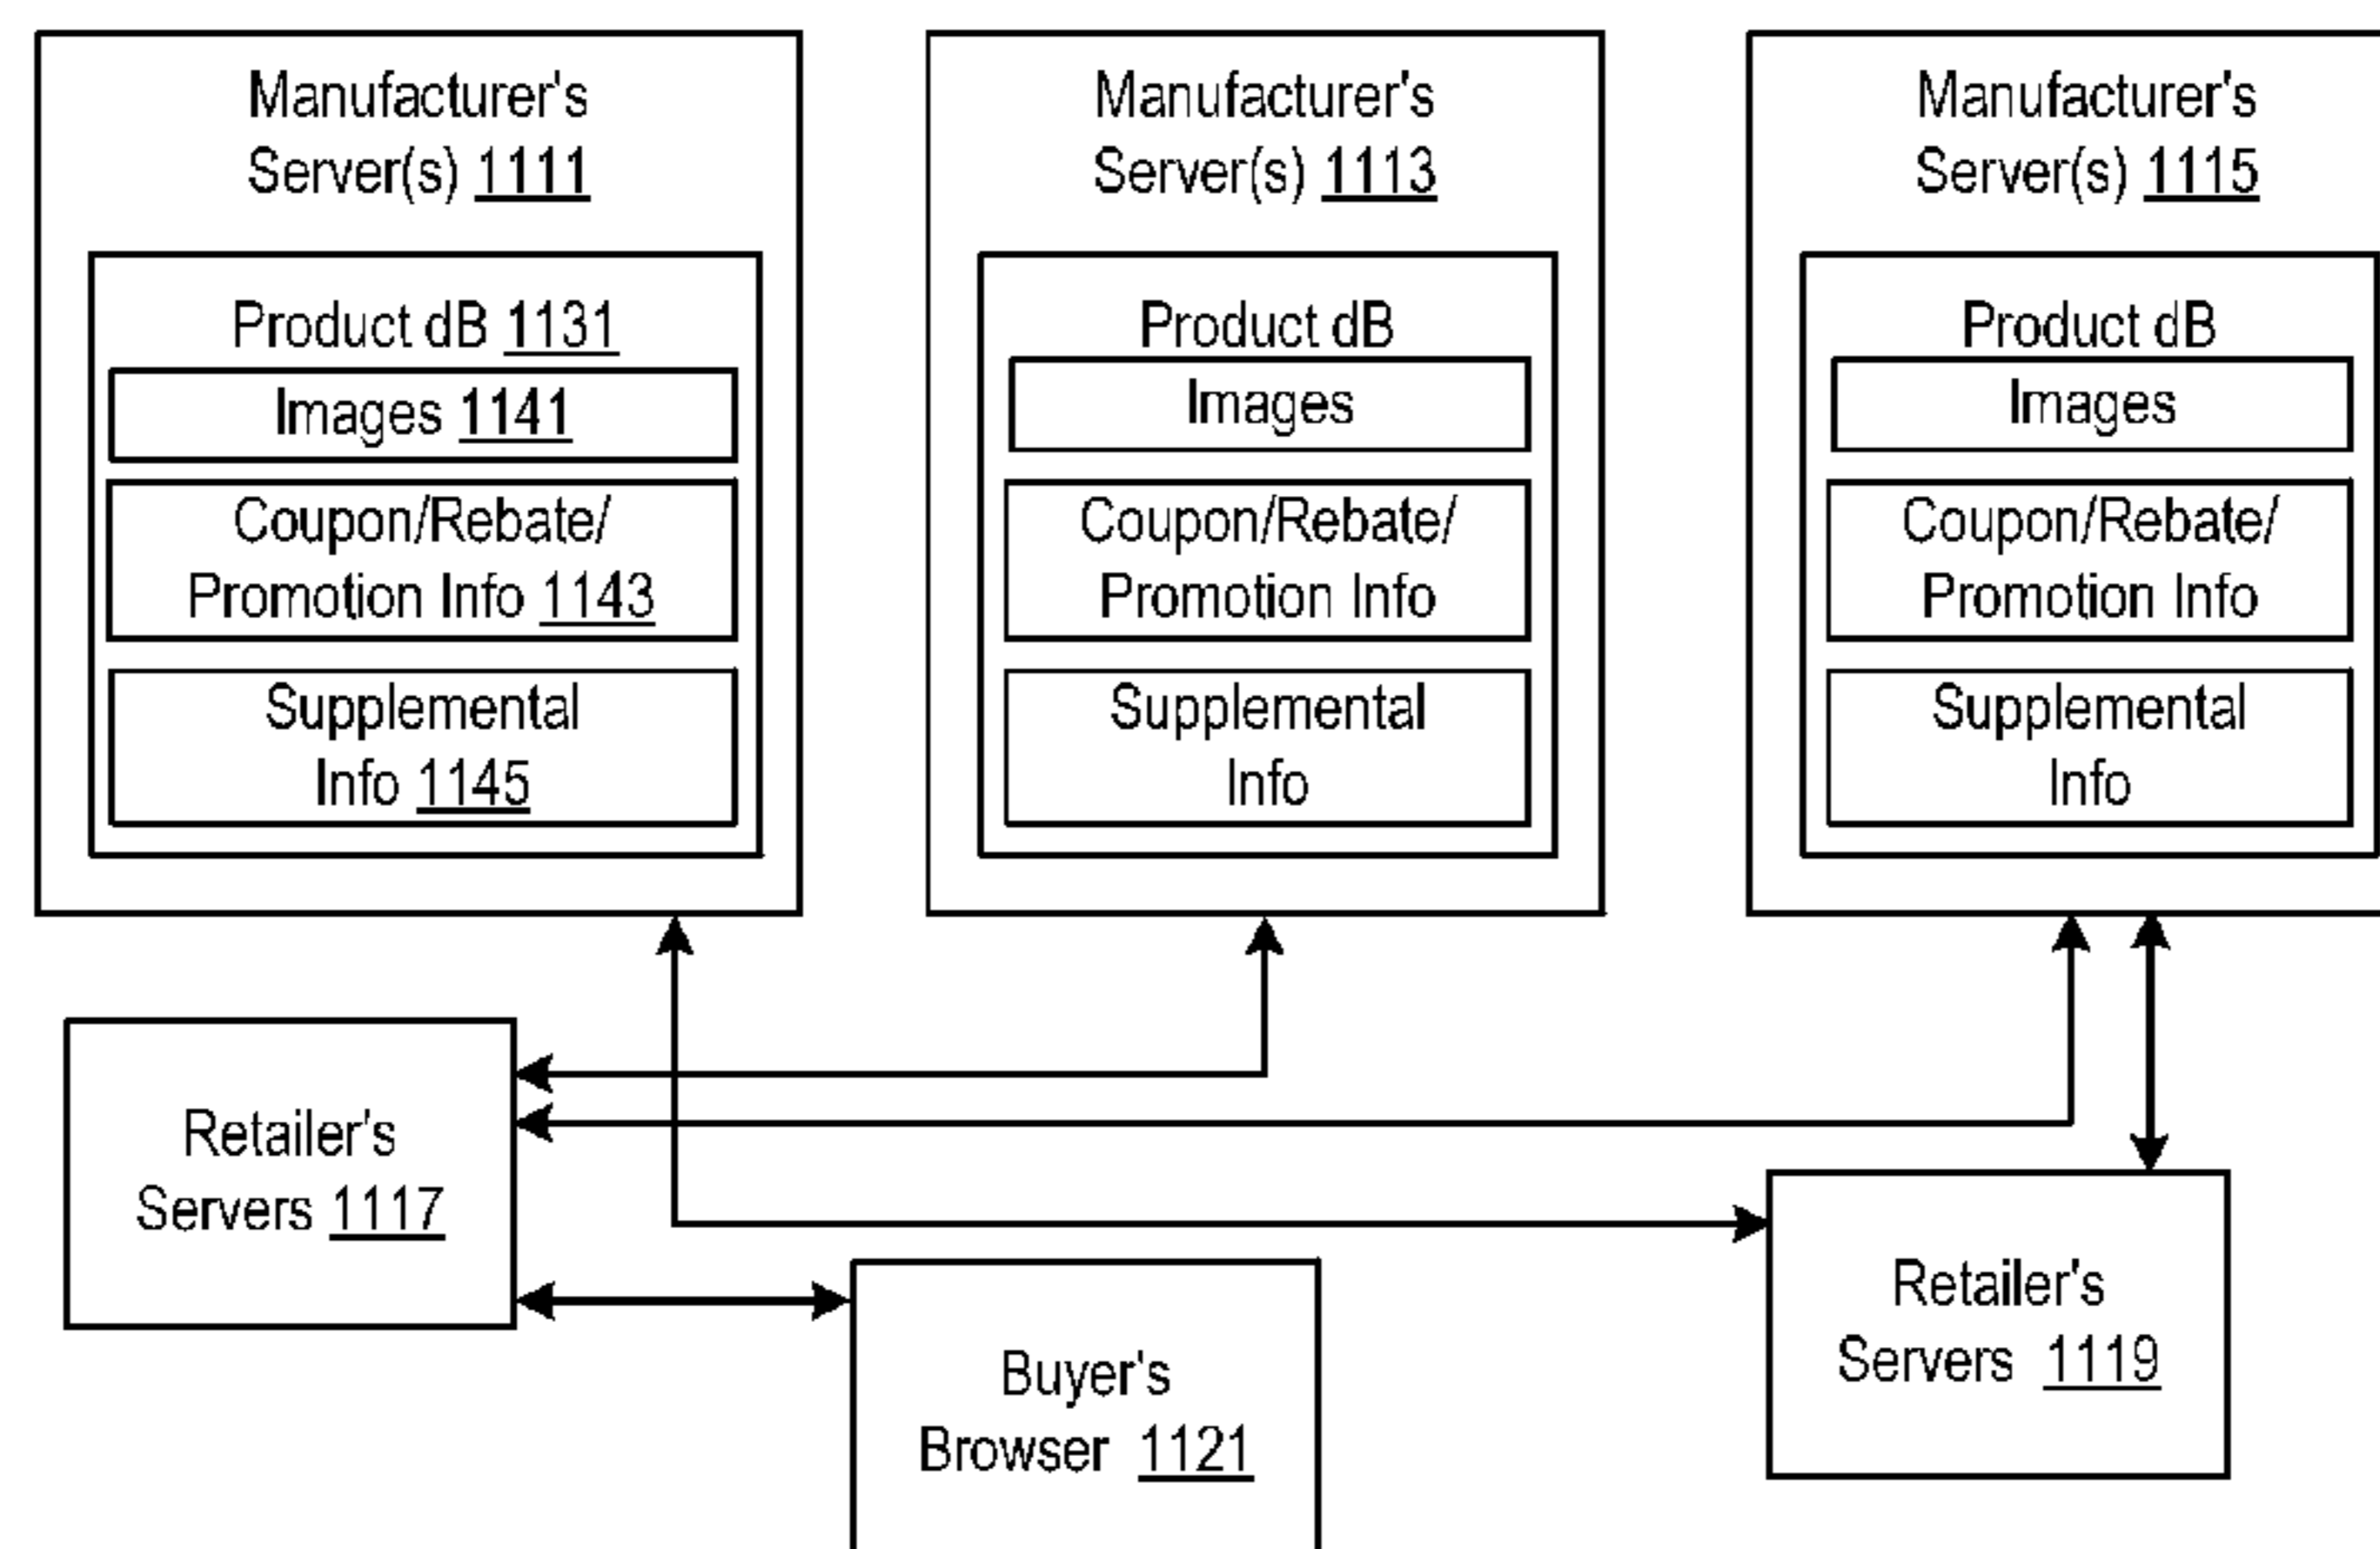 Manufacturer's
Server(s) 1111
Product dB 1131
Images 1141
Coupon/Rebate/
Promotion Info 1143
Supplemental
Info 1145
Manufacturer's
Server(s) 1113
Product dB
Images
Coupon/Rebate/
Promotion Info
Supplemental
Info
Manufacturer's
Server(s) 1115
Product dB
Images
Coupon/Rebate/
Promotion Info
Supplemental
Info
Retailer's
Servers 1117
Buyer's
Browser 1121
Retailer's
Servers 1119